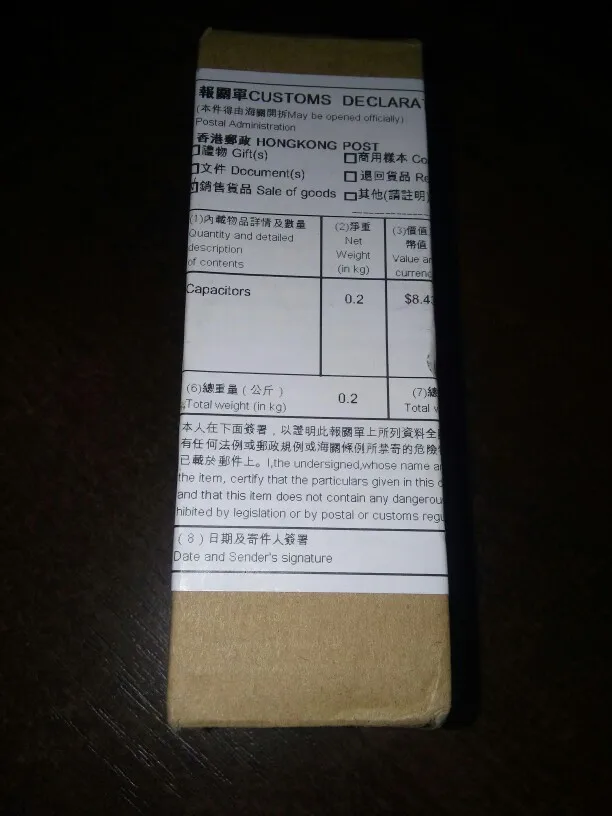 報關單CUSTOMS DECLARAT
(本件得由海關開拆May be opened officially)
Postal Administration
香港郵政 HONGKONG POST
禮物 Gift(s) 商用樣本 Co
文件 Document(s) 退回貨品 Re
銷售貨品 Sale of goods 其他(請註明
(1)內載物品詳情及數量 (2)淨重 (3)價值
Quantity and detailed Net 幣值
description Weight Value an
of contents (in kg) currenc
Capacitors 0.2 $8.4
(6)總重量(公斤) 0.2 (7)總
Total weight (in kg) Total v
本人在下面簽署，以證明此報關單上所列資料全
有任何法例或郵政規例或海關條例所禁寄的危險
已載於郵件上。I,the undersigned,whose name a
the item, certify that the particulars given in this d
and that this item does not contain any dangerou
hibited by legislation or by postal or customs regu
(8)日期及寄件人簽署
Date and Sender's signature